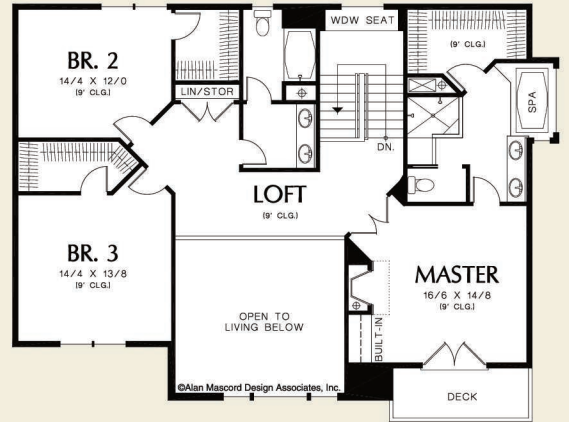 WDW SEAT
(9' CLG.)
BR. 2
14/4 X 12/0
(9' CLG.)
LIN/STOR
SPA
DN.
LOFT
(9' CLG.)
BR. 3
14/4 X 13/8
(9' CLG.)
MASTER
16/6 X 14/8
(9' CLG.)
OPEN TO
LIVING BELOW
BUILT-IN
©Alan Mascord Design Associates, Inc.
DECK